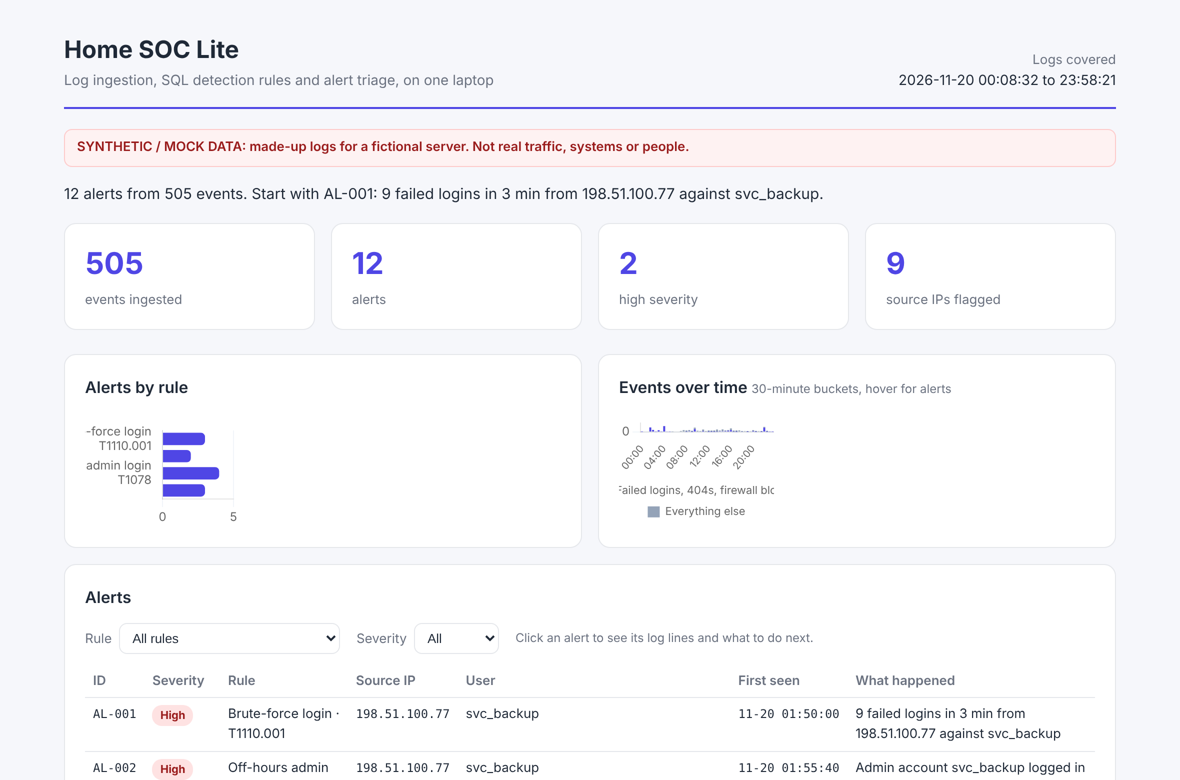 Home SOC Lite
Log ingestion, SQL detection rules and alert triage, on one laptop
Logs covered
2026-11-20 00:08:32 to 23:58:21
SYNTHETIC / MOCK DATA: made-up logs for a fictional server. Not real traffic, systems or people.
12 alerts from 505 events. Start with AL-001: 9 failed logins in 3 min from 198.51.100.77 against svc_backup.
505
events ingested
12
alerts
2
high severity
9
source IPs flagged
Alerts by rule
-force login
T1110.001
admin login
T1078
0 5
Events over time 30-minute buckets, hover for alerts
0
00:00 04:00 08:00 12:00 16:00 20:00
Failed logins, 404s, firewall blo
Everything else
Alerts
Rule All rules Severity All Click an alert to see its log lines and what to do next.
ID Severity Rule Source IP User First seen What happened
AL-001 High Brute-force login · 198.51.100.77 svc_backup 11-20 01:50:00 9 failed logins in 3 min from
T1110.001 198.51.100.77 against svc_backup
AL-002 High Off-hours admin 198.51.100.77 svc_backup 11-20 01:55:40 Admin account svc_backup logged in